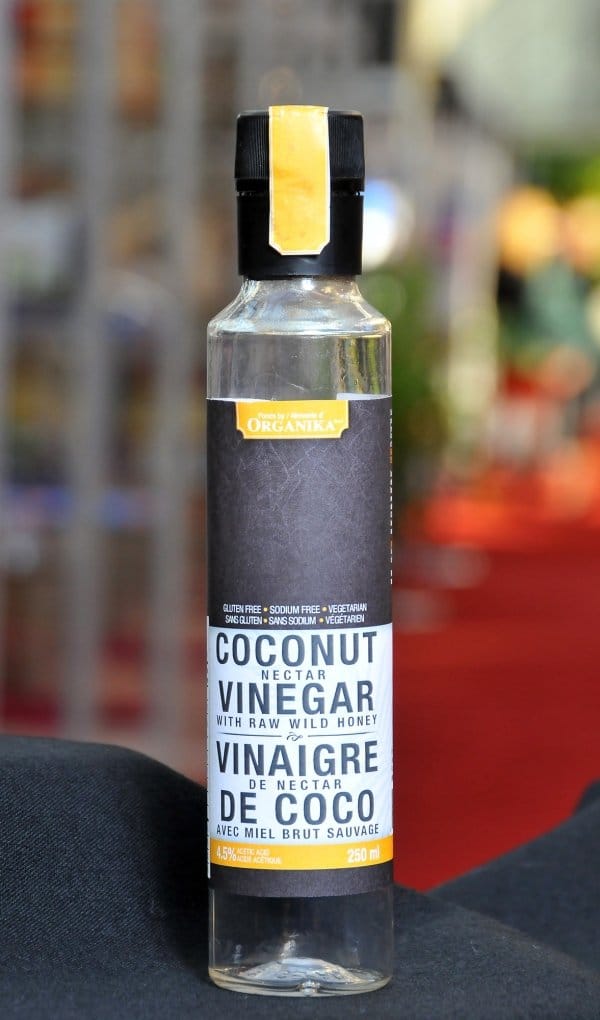 Foods by / Aliments d'
ORGANIKA
GLUTEN FREE • SODIUM FREE • VEGETARIAN
SANS GLUTEN • SANS SODIUM • VÉGÉTARIEN
COCONUT
NECTAR
VINEGAR
WITH RAW WILD HONEY
VINAIGRE
DE NECTAR
DE COCO
AVEC MIEL BRUT SAUVAGE
4.5% ACETIC ACID
ACIDE ACÉTIQUE
250 ml